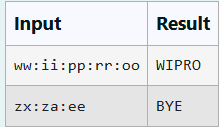 Input Result
ww:ii:pp:rr:oo WIPRO
zx:za:ee BYE